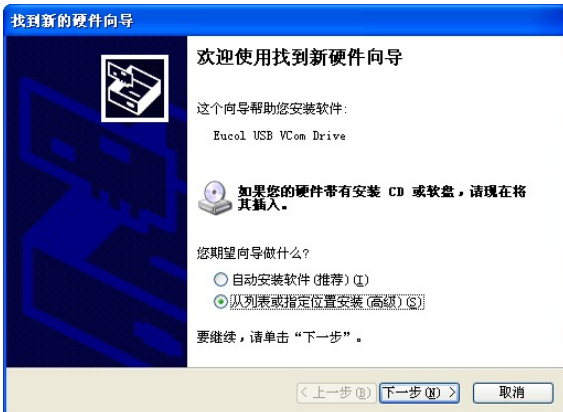 找到新的硬件向导
欢迎使用找到新硬件向导
这个向导帮助您安装软件:
Eucol USB VCom Drive
如果您的硬件带有安装 CD 或软盘，请现在将
其插入。
您期望向导做什么?
自动安装软件(推荐)(I)
从列表或指定位置安装(高级)(S)
要继续，请单击“下一步”。
< 上一步(B) 下一步(N) > 取消